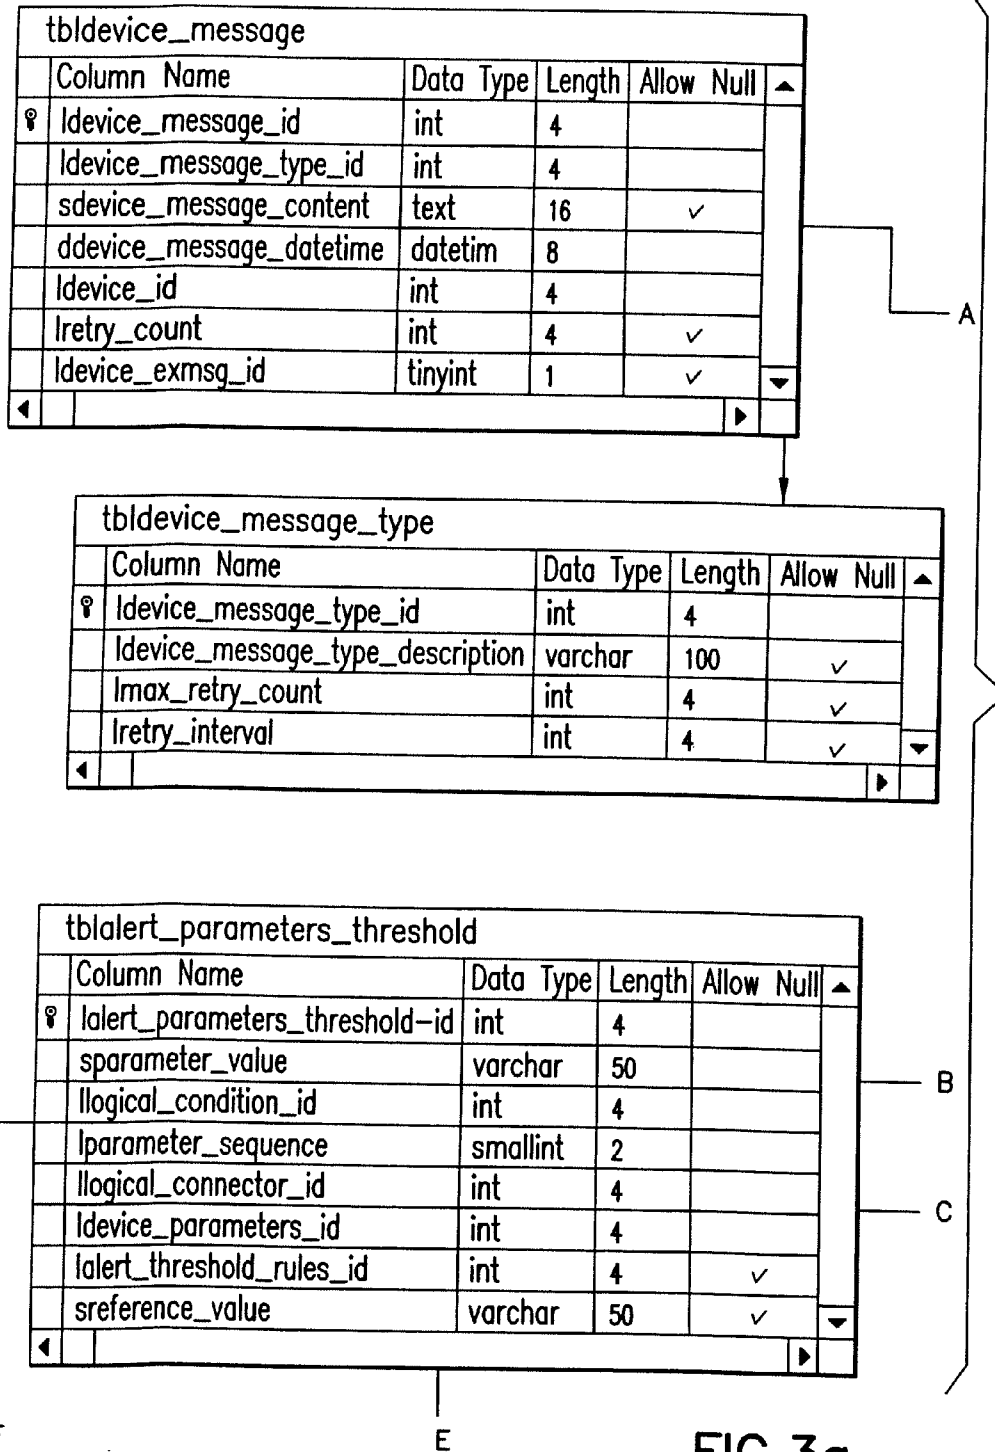 tbldevice_message
Column Name Data Type Length Allow Null
ldevice_message_id int 4
ldevice_message_type_id int 4
sdevice_message_content text 16 ✓
ddevice_message_datetime datetim 8
ldevice_id int 4
lretry_count int 4 ✓
ldevice_exmsg_id tinyint 1 ✓
A
tbldevice_message_type
Column Name Data Type Length Allow Null
ldevice_message_type_id int 4
ldevice_message_type_description varchar 100 ✓
lmax_retry_count int 4 ✓
lretry_interval int 4 ✓
tblalert_parameters_threshold
Column Name Data Type Length Allow Null
lalert_parameters_threshold-id int 4
sparameter_value varchar 50
llogical_condition_id int 4
lparameter_sequence smallint 2
llogical_connector_id int 4
ldevice_parameters_id int 4
lalert_threshold_rules_id int 4 ✓
sreference_value varchar 50 ✓
B
C
E